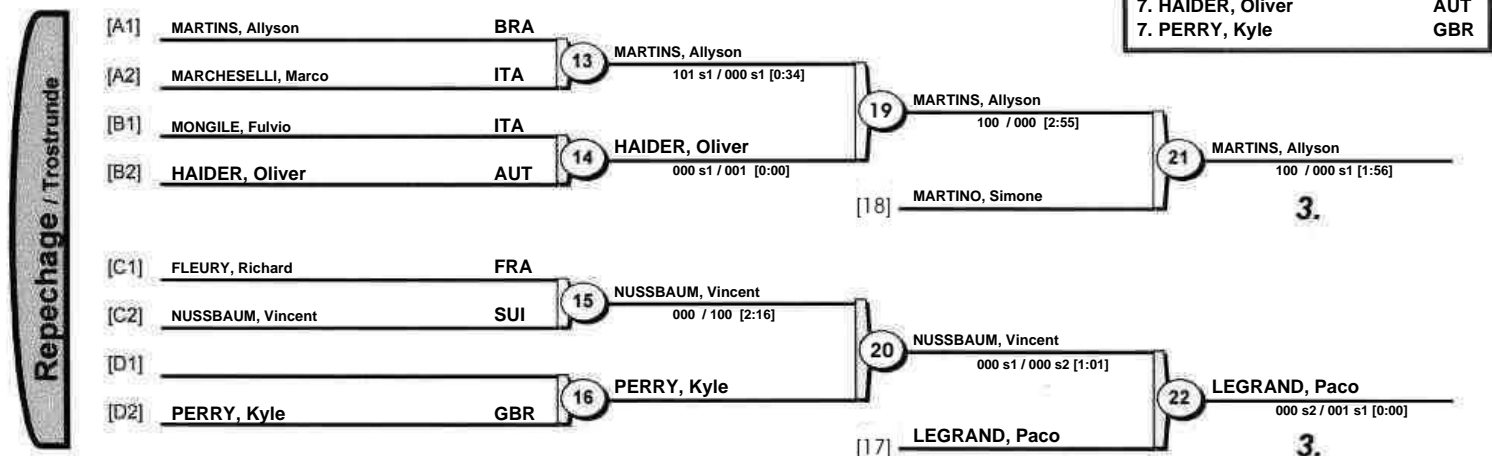 7. HAIDER, Oliver AUT
7. PERRY, Kyle GBR
Repechage / Trostrunde
[A1] MARTINS, Allyson BRA
[A2] MARCHESELLI, Marco ITA
13
MARTINS, Allyson
101 s1 / 000 s1 [0:34]
[B1] MONGILE, Fulvio ITA
[B2] HAIDER, Oliver AUT
14
HAIDER, Oliver
000 s1 / 001 [0:00]
19
MARTINS, Allyson
100 / 000 [2:55]
[18] MARTINO, Simone
21
MARTINS, Allyson
100 / 000 s1 [1:56]
3.
[C1] FLEURY, Richard FRA
[C2] NUSSBAUM, Vincent SUI
15
NUSSBAUM, Vincent
000 / 100 [2:16]
[D1]
[D2] PERRY, Kyle GBR
16
PERRY, Kyle
20
NUSSBAUM, Vincent
000 s1 / 000 s2 [1:01]
[17] LEGRAND, Paco
22
LEGRAND, Paco
000 s2 / 001 s1 [0:00]
3.